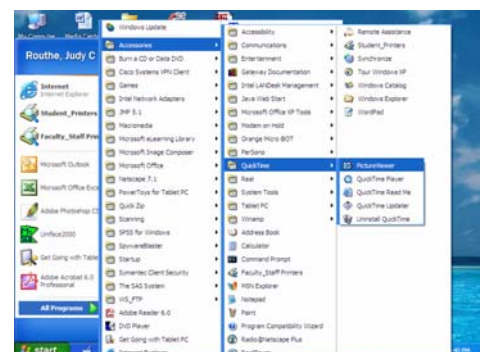 Routhe, Judy C
Internet
Internet Explorer
Student_Printers
Faculty_Staff Prin
Microsoft Outlook
Microsoft Office Exce
Adobe Photoshop CS
Uniface2000
Get Going with Table
Adobe Acrobat 6.0
Professional
All Programs
start
Windows Update
Accessories
Burn a CD or Data DVD
Cisco Systems VPN Client
Games
Intel Network Adapters
JMP 5.1
Macromedia
Microsoft eLearning Library
Microsoft Image Composer
Microsoft Office
Netscape 7.1
PowerToys for Tablet PC
Quick Zip
Scanning
SPSS for Windows
SpywareBlaster
Startup
Symantec Client Security
The SAS System
WS_FTP
Adobe Reader 6.0
DVD Player
Get Going with Tablet PC
Accessibility
Communications
Entertainment
Gateway Documentation
Intel LANDesk Management
Java Web Start
Microsoft Office XP Tools
Modem on Hold
Orange Micro BOT
PerSono
QuickTime
Real
System Tools
Tablet PC
Winamp
Address Book
Calculator
Command Prompt
Faculty_Staff Printers
MSN Explorer
Notepad
Paint
Program Compatibility Wizard
Radio@Netscape Plus
Remote Assistance
Student_Printers
Synchronize
Tour Windows XP
Windows Catalog
Windows Explorer
WordPad
PictureViewer
QuickTime Player
QuickTime Read Me
QuickTime Updater
Uninstall QuickTime